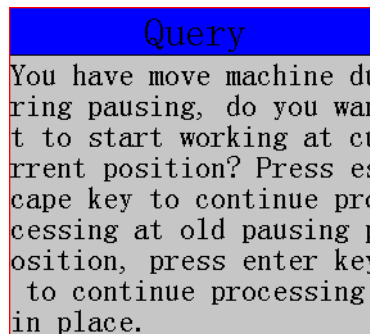 Query
You have move machine du
ring pausing, do you wan
t to start working at cu
rrent position? Press es
cape key to continue pro
cessing at old pausing p
osition, press enter key
 to continue processing
in place.